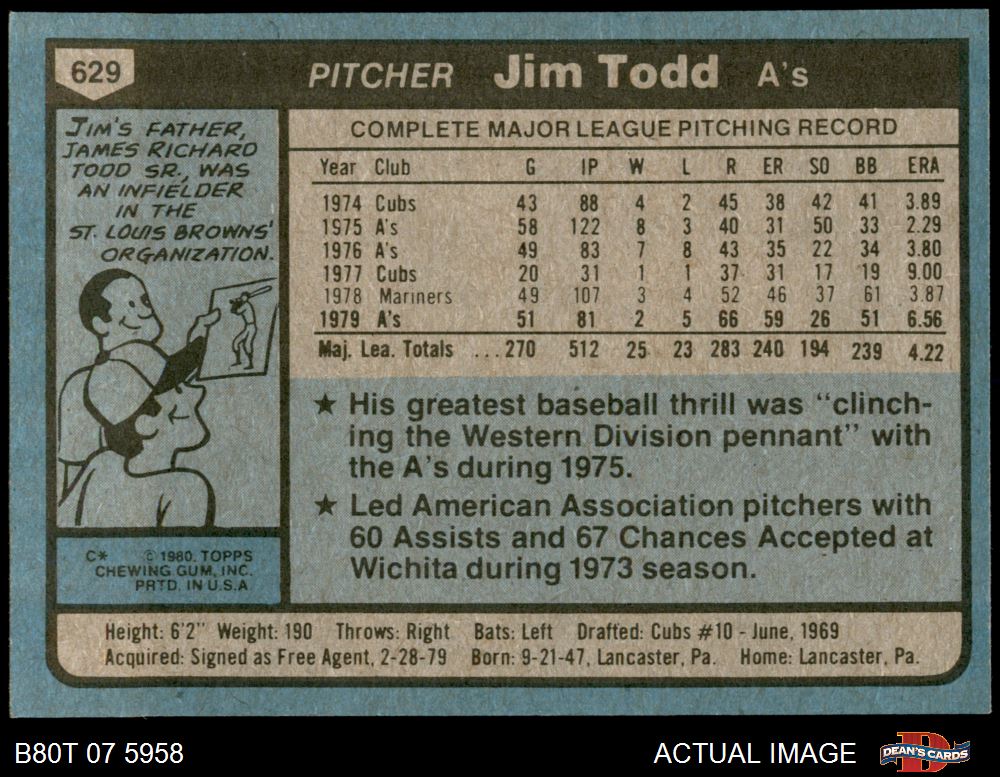 629
PITCHER Jim Todd A's
JIM'S FATHER,
JAMES RICHARD
TODD SR., WAS
AN INFIELDER
IN THE
ST. LOUIS BROWNS'
ORGANIZATION.
C* © 1980, TOPPS
CHEWING GUM, INC.
PRTD. IN U.S.A
COMPLETE MAJOR LEAGUE PITCHING RECORD
Year Club G IP W L R ER SO BB ERA
1974 Cubs 43 88 4 2 45 38 42 41 3.89
1975 A's 58 122 8 3 40 31 50 33 2.29
1976 A's 49 83 7 8 43 35 22 34 3.80
1977 Cubs 20 31 1 1 37 31 17 19 9.00
1978 Mariners 49 107 3 4 52 46 37 61 3.87
1979 A's 51 81 2 5 66 59 26 51 6.56
Maj. Lea. Totals ...270 512 25 23 283 240 194 239 4.22
★ His greatest baseball thrill was "clinch-
ing the Western Division pennant" with
the A's during 1975.
★ Led American Association pitchers with
60 Assists and 67 Chances Accepted at
Wichita during 1973 season.
Height: 6'2" Weight: 190 Throws: Right Bats: Left Drafted: Cubs #10 - June, 1969
Acquired: Signed as Free Agent, 2-28-79 Born: 9-21-47, Lancaster, Pa. Home: Lancaster, Pa.
B80T 07 5958 ACTUAL IMAGE DEAN'S CARDS